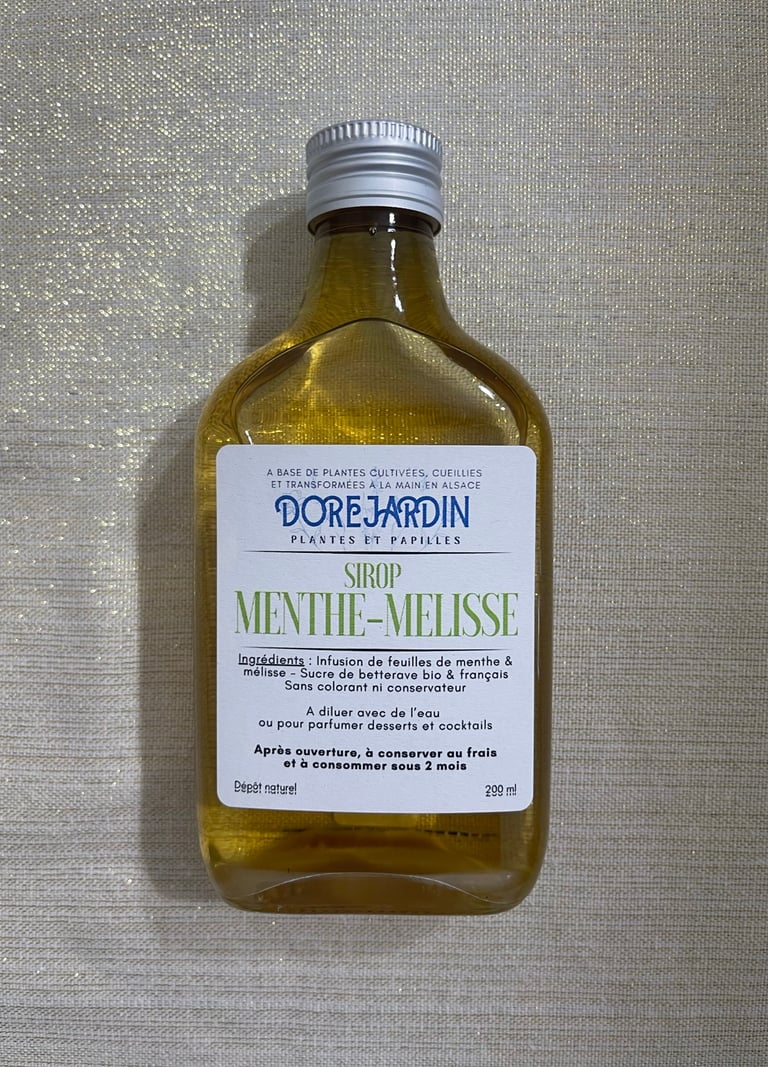 A BASE DE PLANTES CULTIVÉES, CUEILLIES
ET TRANSFORMÉES À LA MAIN EN ALSACE
DOREJARDIN
PLANTES ET PAPILLES
SIROP
MENTHE-MELISSE
Ingrédients : Infusion de feuilles de menthe &
mélisse - Sucre de betterave bio & français
Sans colorant ni conservateur
A diluer avec de l'eau
ou pour parfumer desserts et cocktails
Après ouverture, à conserver au frais
et à consommer sous 2 mois
Dépôt naturel
200 ml